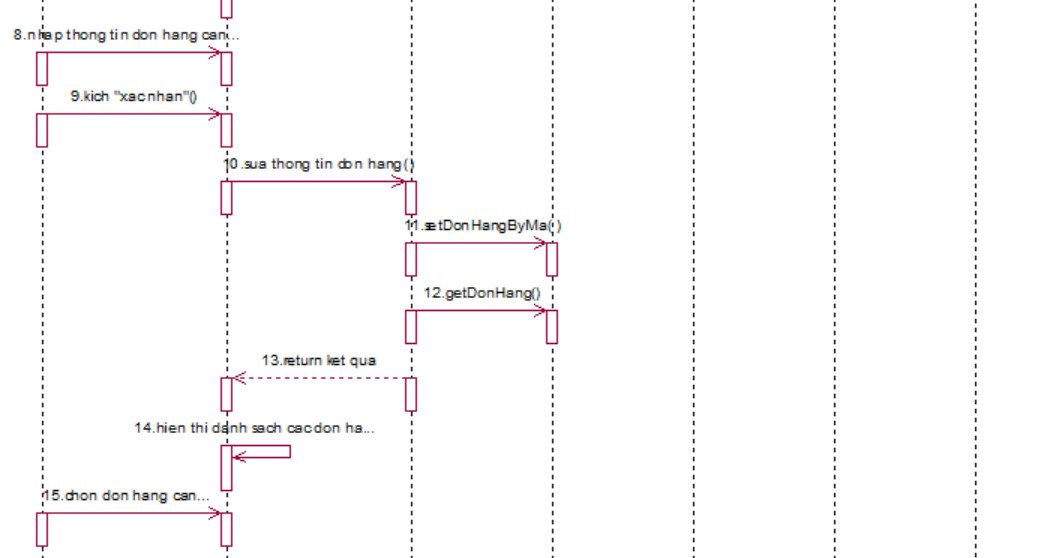 8.nhap thong tin don hang can...
9.kich "xac nhan"()
10.sua thong tin don hang()
11.setDonHangByMa()
12.getDonHang()
13.return ket qua
14.hien thi danh sach cac don ha...
15.chon don hang can...